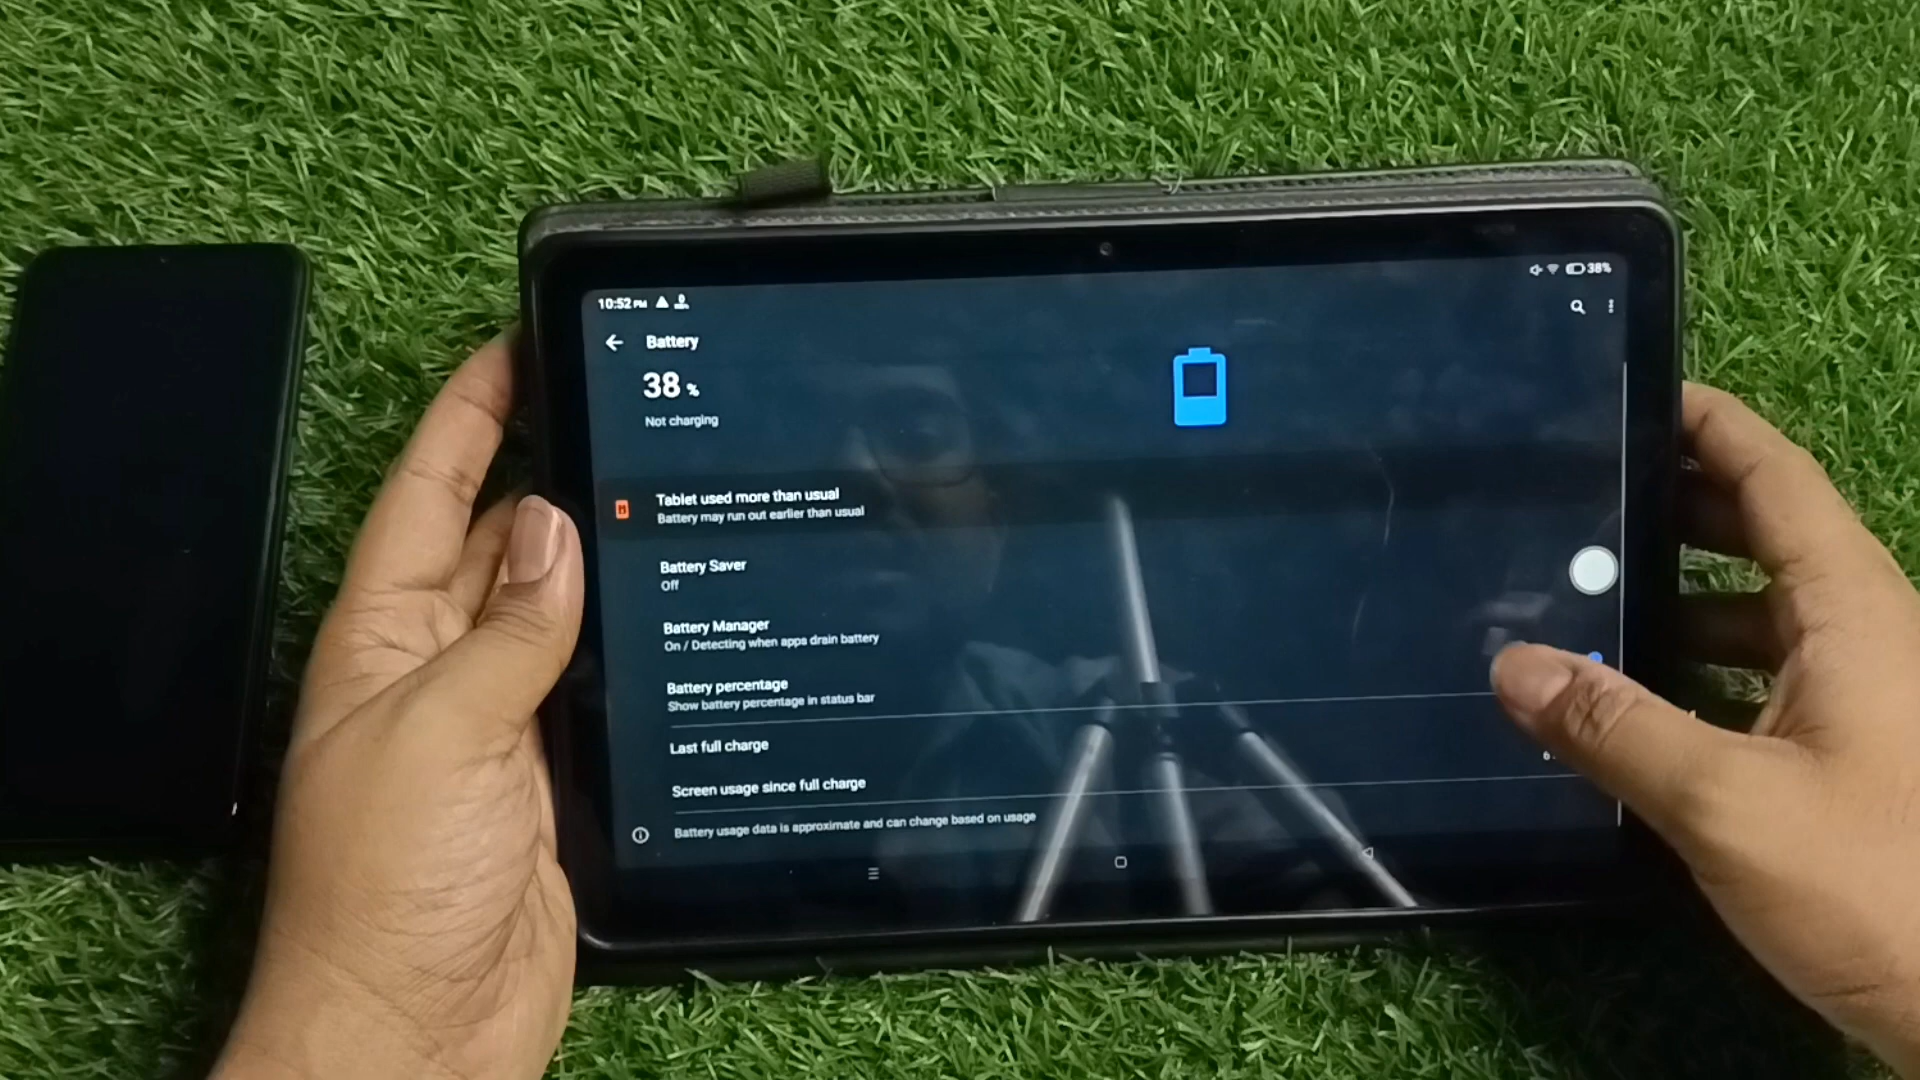 10:52 PM
38%
Battery
38 %
Not charging
Tablet used more than usual
Battery may run out earlier than usual
Battery Saver
Off
Battery Manager
On / Detecting when apps drain battery
Battery percentage
Show battery percentage in status bar
Last full charge
Screen usage since full charge
Battery usage data is approximate and can change based on usage